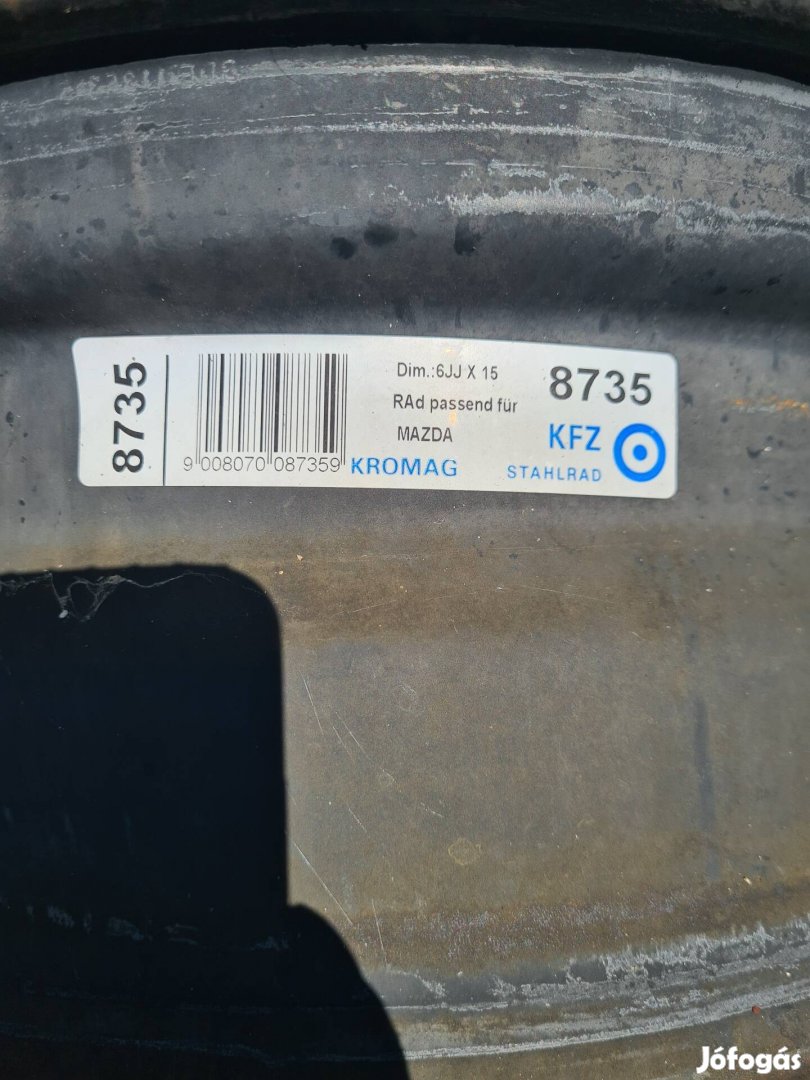 8735
9 008070 087359
Dim.:6JJ X 15
RAd passend für
MAZDA
KROMAG
8735
KFZ
STAHLRAD
Jófogás